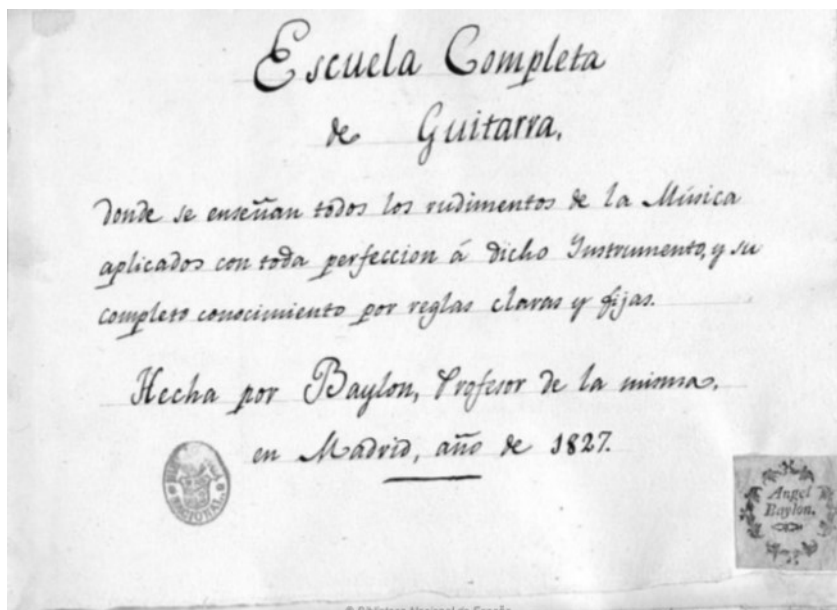 Escuela Completa
de Guitarra,
donde se enseñan todos los rudimentos de la Música
aplicados con toda perfeccion á dicho Instrumento, y su
completo conocimiento por reglas claras y fijas.
Hecha por Baylon, Profesor de la misma,
en Madrid, año de 1827.
Angel
Baylon.